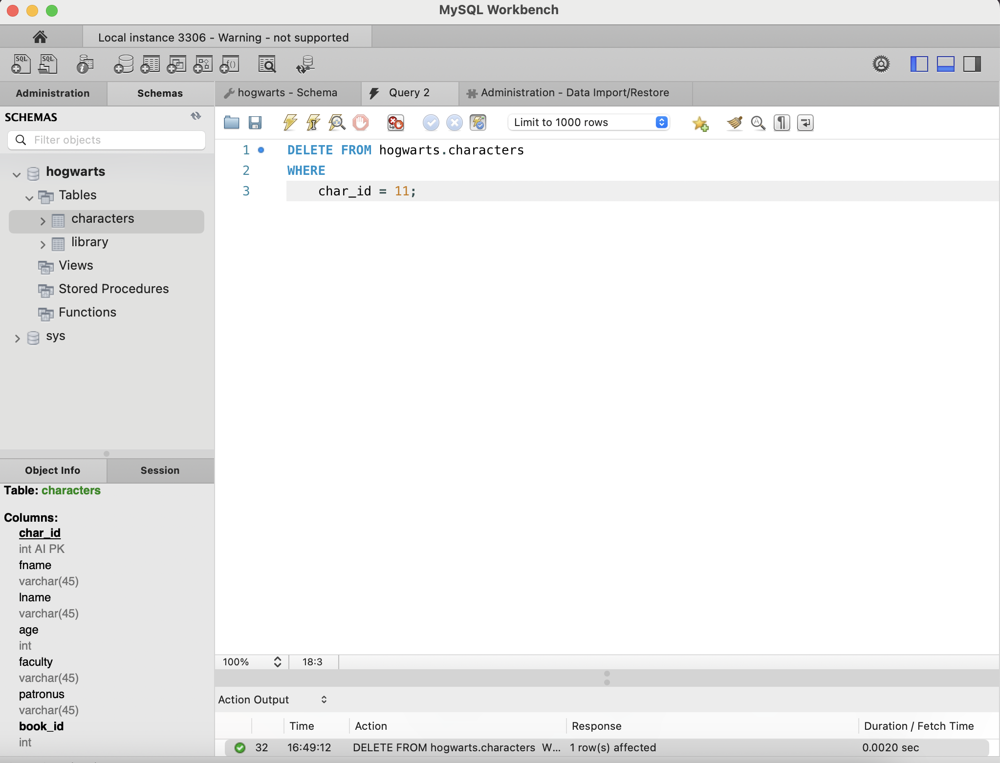 MySQL Workbench
Local instance 3306 - Warning - not supported
SQL SQL
f()
Administration Schemas hogwarts - Schema Query 2 Administration - Data Import/Restore
SCHEMAS
Limit to 1000 rows
Filter objects
1 DELETE FROM hogwarts.characters
2 WHERE
3 char_id = 11;
hogwarts
Tables
characters
library
Views
Stored Procedures
Functions
sys
Object Info Session
Table: characters
Columns:
char_id
int AI PK
fname
varchar(45)
lname
varchar(45)
age
int
faculty
varchar(45)
patronus
varchar(45)
book_id
int
100% 18:3
Action Output
Time Action Response Duration / Fetch Time
32 16:49:12 DELETE FROM hogwarts.characters W... 1 row(s) affected 0.0020 sec